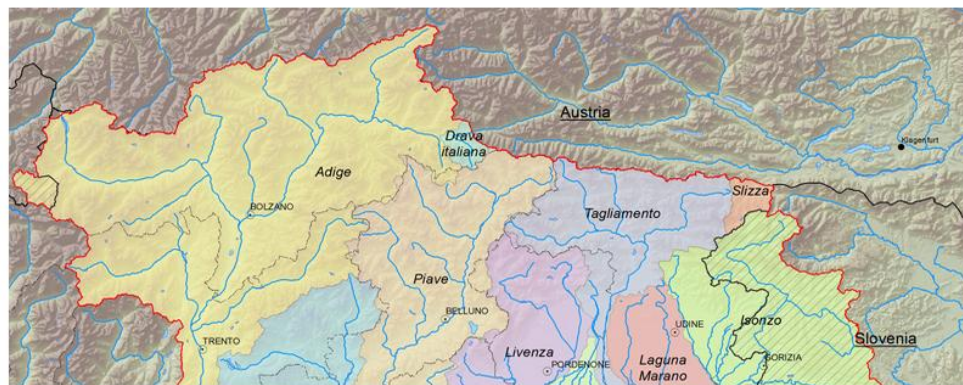 Austria
Klagenfurt
Drava
italiana
Adige
Slizza
BOLZANO
Tagliamento
Piave
BELLUNO
Isonzo
UDINE
Slovenia
TRENTO
Livenza
GORIZIA
Laguna
Marano
PORDENONE